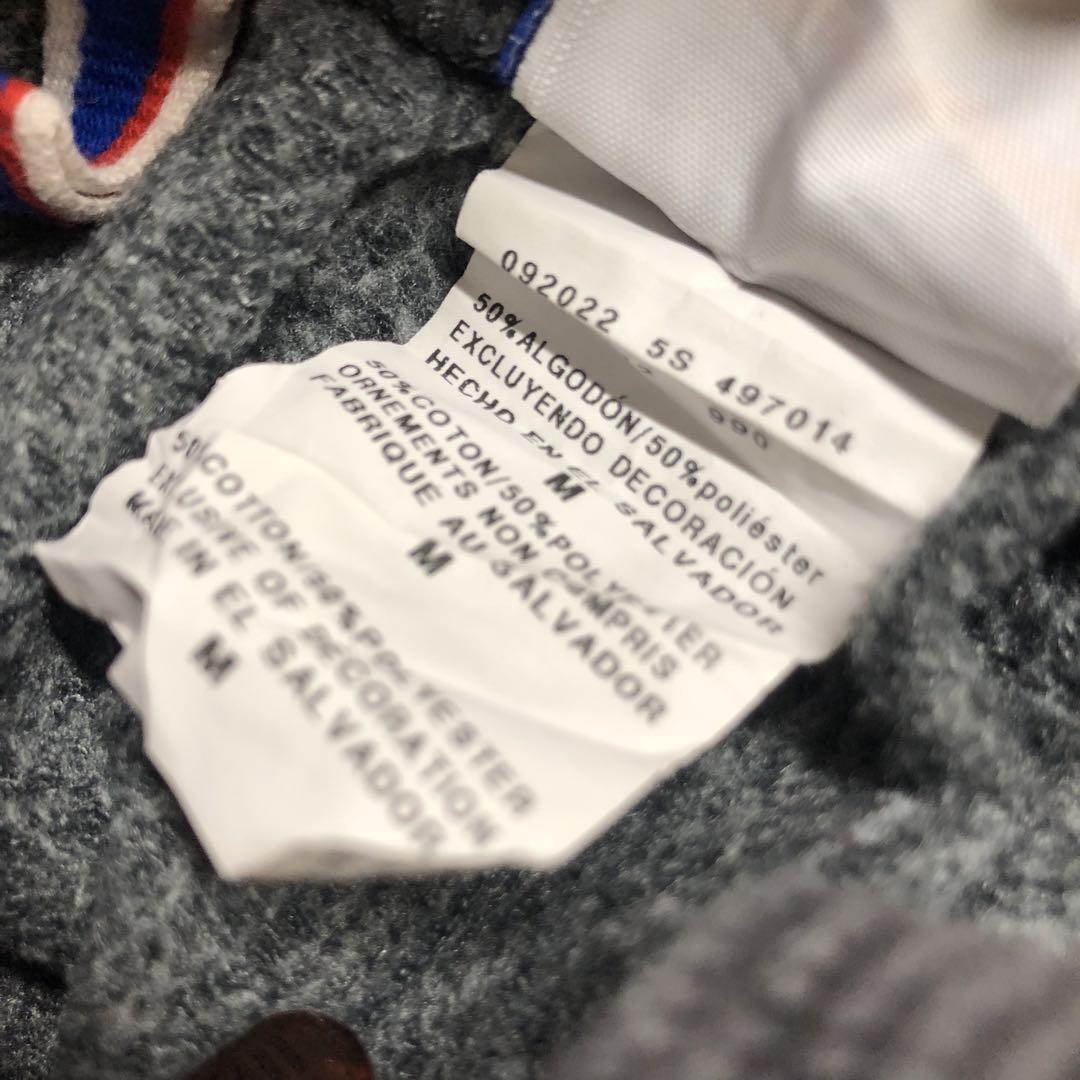 092022 5S 497014
990
50%ALGODÓN/50%poliéster
EXCLUYENDO DECORACIÓN
HECHO EN EL SALVADOR
M
50%COTON/50%POLYESTER
ORNEMENTS NON COMPRIS
FABRIQUE AU SALVADOR
M
50%COTTON/50%POLYESTER
EXCLUSIVE OF DECORATION
MADE IN EL SALVADOR
M